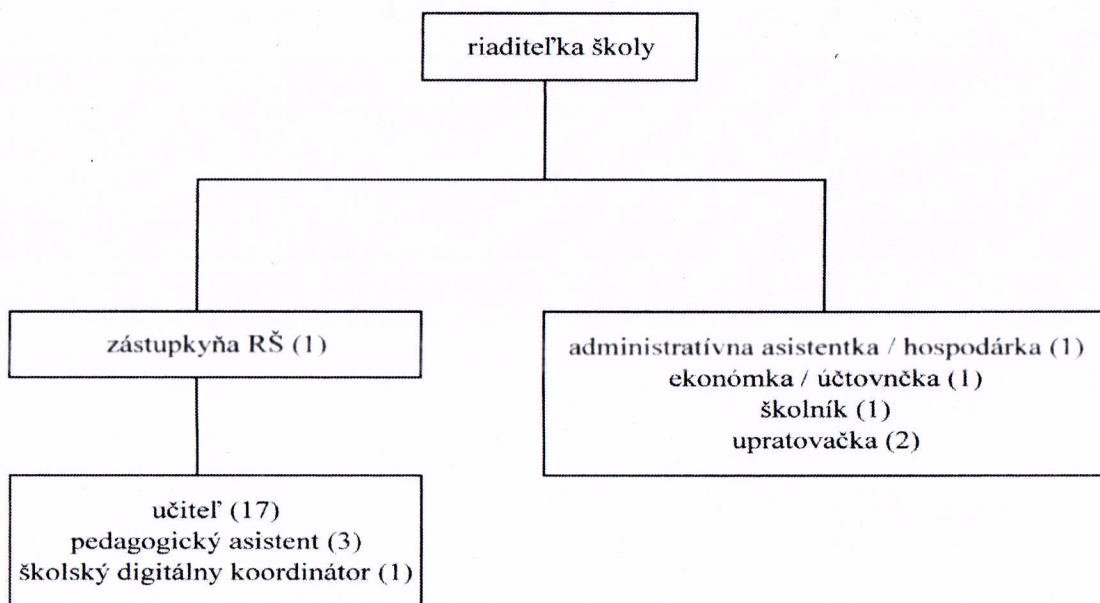 riaditeľka školy
zástupkyňa RŠ (1)
administratívna asistentka / hospodárka (1)
ekonómka / účtovnčka (1)
školník (1)
upratovačka (2)
učiteľ (17)
pedagogický asistent (3)
školský digitálny koordinátor (1)